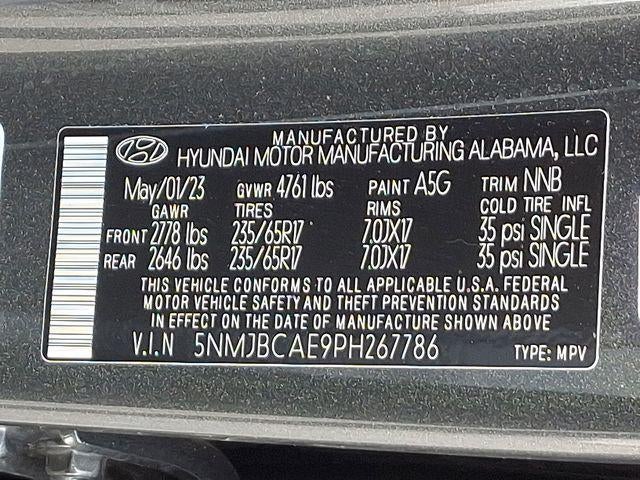 MANUFACTURED BY
HYUNDAI MOTOR MANUFACTURING ALABAMA, LLC
May/01/23 GVWR 4761 lbs PAINT A5G TRIM NNB
GAWR TIRES RIMS COLD TIRE INFL
FRONT 2778 lbs 235/65R17 7.0JX17 35 psi SINGLE
REAR 2646 lbs 235/65R17 7.0JX17 35 psi SINGLE
THIS VEHICLE CONFORMS TO ALL APPLICABLE U.S.A. FEDERAL
MOTOR VEHICLE SAFETY AND THEFT PREVENTION STANDARDS
IN EFFECT ON THE DATE OF MANUFACTURE SHOWN ABOVE
V.I.N 5NMJBCAE9PH267786 TYPE: MPV